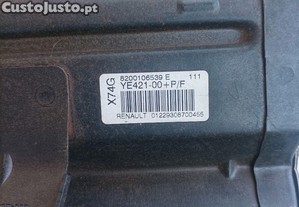 CustoJusto.pt
X74G
8200106539 E 111
YE421-00+P/F
RENAULT 01229306700455